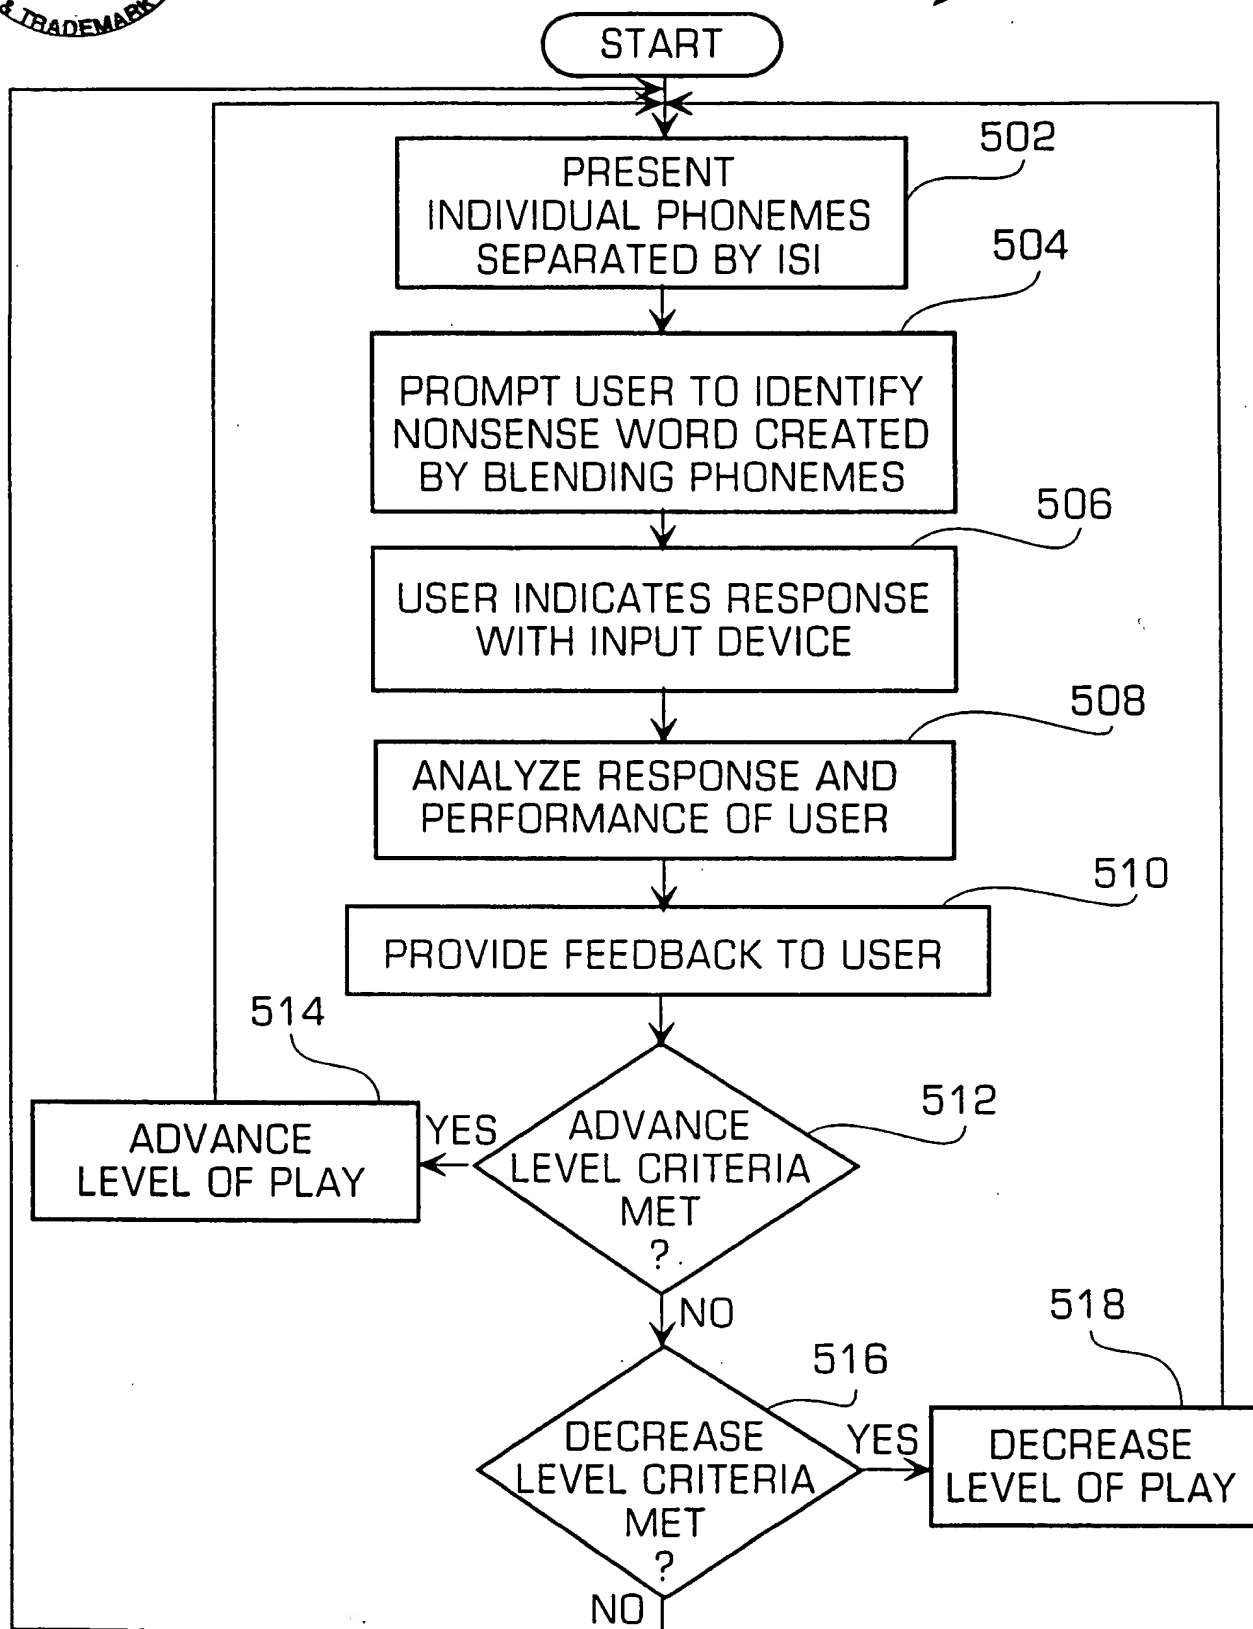 & TRADEMARK
START
502
PRESENT
INDIVIDUAL PHONEMES
SEPARATED BY ISI
504
PROMPT USER TO IDENTIFY
NONSENSE WORD CREATED
BY BLENDING PHONEMES
506
USER INDICATES RESPONSE
WITH INPUT DEVICE
508
ANALYZE RESPONSE AND
PERFORMANCE OF USER
510
PROVIDE FEEDBACK TO USER
514
512
ADVANCE
LEVEL OF PLAY
YES
ADVANCE
LEVEL CRITERIA
MET
?
NO
518
516
DECREASE
LEVEL CRITERIA
MET
?
YES
DECREASE
LEVEL OF PLAY
NO